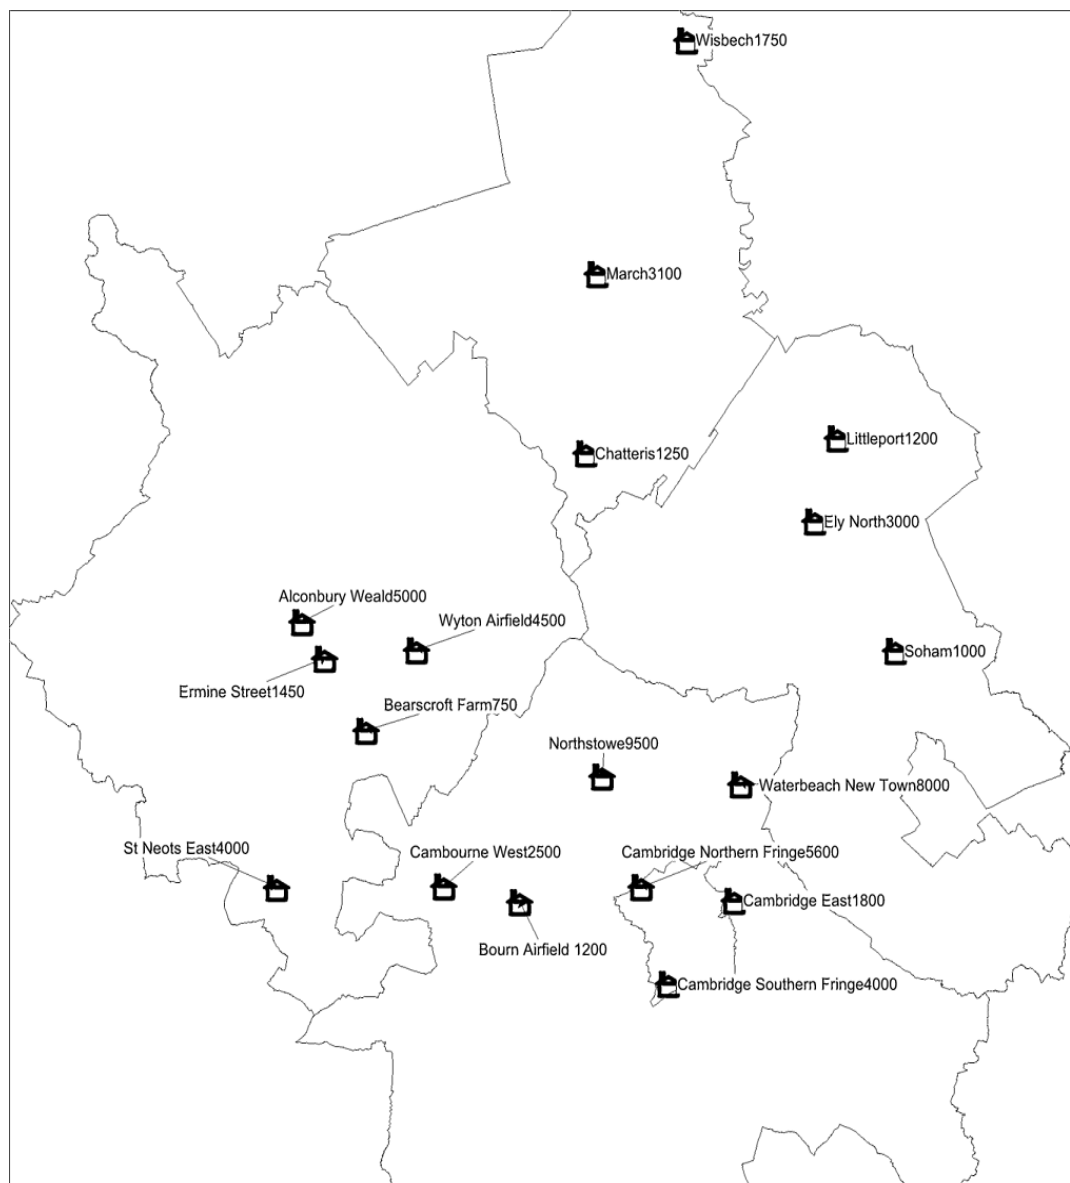 Wisbech1750
March3100
Littleport1200
Chatteris1250
Ely North3000
Alconbury Weald5000
Wyton Airfield4500
Soham1000
Ermine Street1450
Bearscroft Farm750
Northstowe9500
Waterbeach New Town8000
St Neots East4000
Cambourne West2500
Cambridge Northern Fringe5600
Cambridge East1800
Bourn Airfield 1200
Cambridge Southern Fringe4000